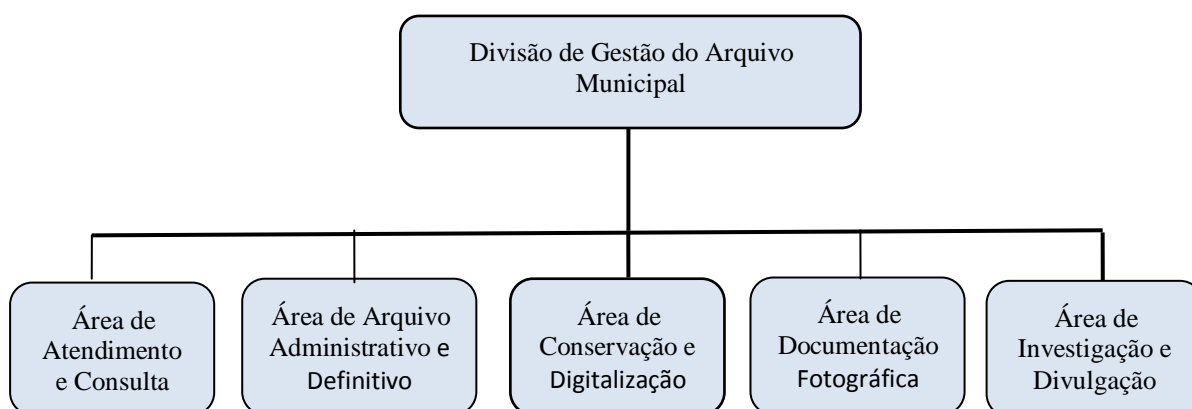 Divisão de Gestão do Arquivo
Municipal
Área de
Atendimento
e Consulta
Área de Arquivo
Administrativo e
Definitivo
Área de
Conservação e
Digitalização
Área de
Documentação
Fotográfica
Área de
Investigação e
Divulgação